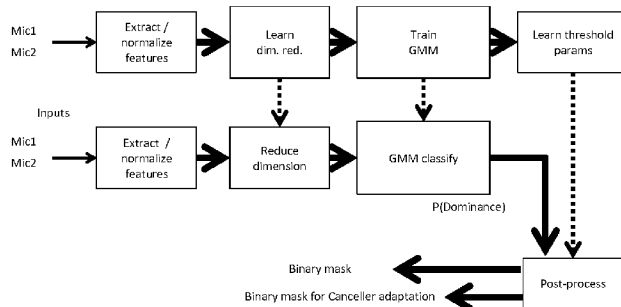 Mic1
Mic2
Extract /
normalize
features
Learn
dim. red.
Train
GMM
Learn threshold
params
Inputs
Mic1
Mic2
Extract /
normalize
features
Reduce
dimension
GMM classify
P(Dominance)
Binary mask
Binary mask for Canceller adaptation
Post-process